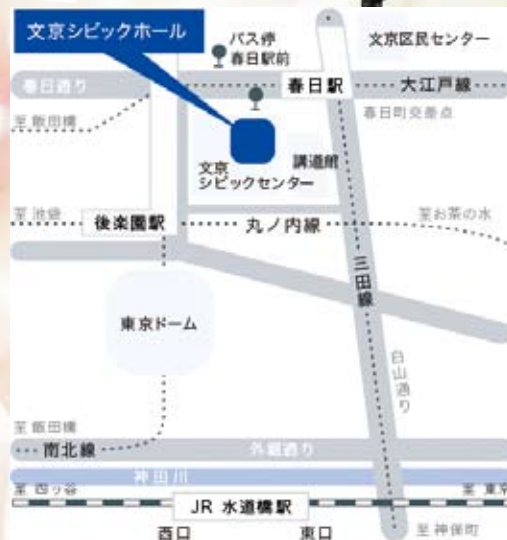 文京シビックホール
バス停
春日駅前
文京区民センター
春日通り
春日駅
大江戸線
春日町交差点
至 飯田橋
文京
シビックセンター
講道館
至 池袋
後楽園駅
丸ノ内線
至お茶の水
三田線
東京ドーム
白山通り
至 飯田橋
南北線
外堀通り
神田川
至 四ッ谷
JR 水道橋駅
至 東京
西口
東口
至 神保町